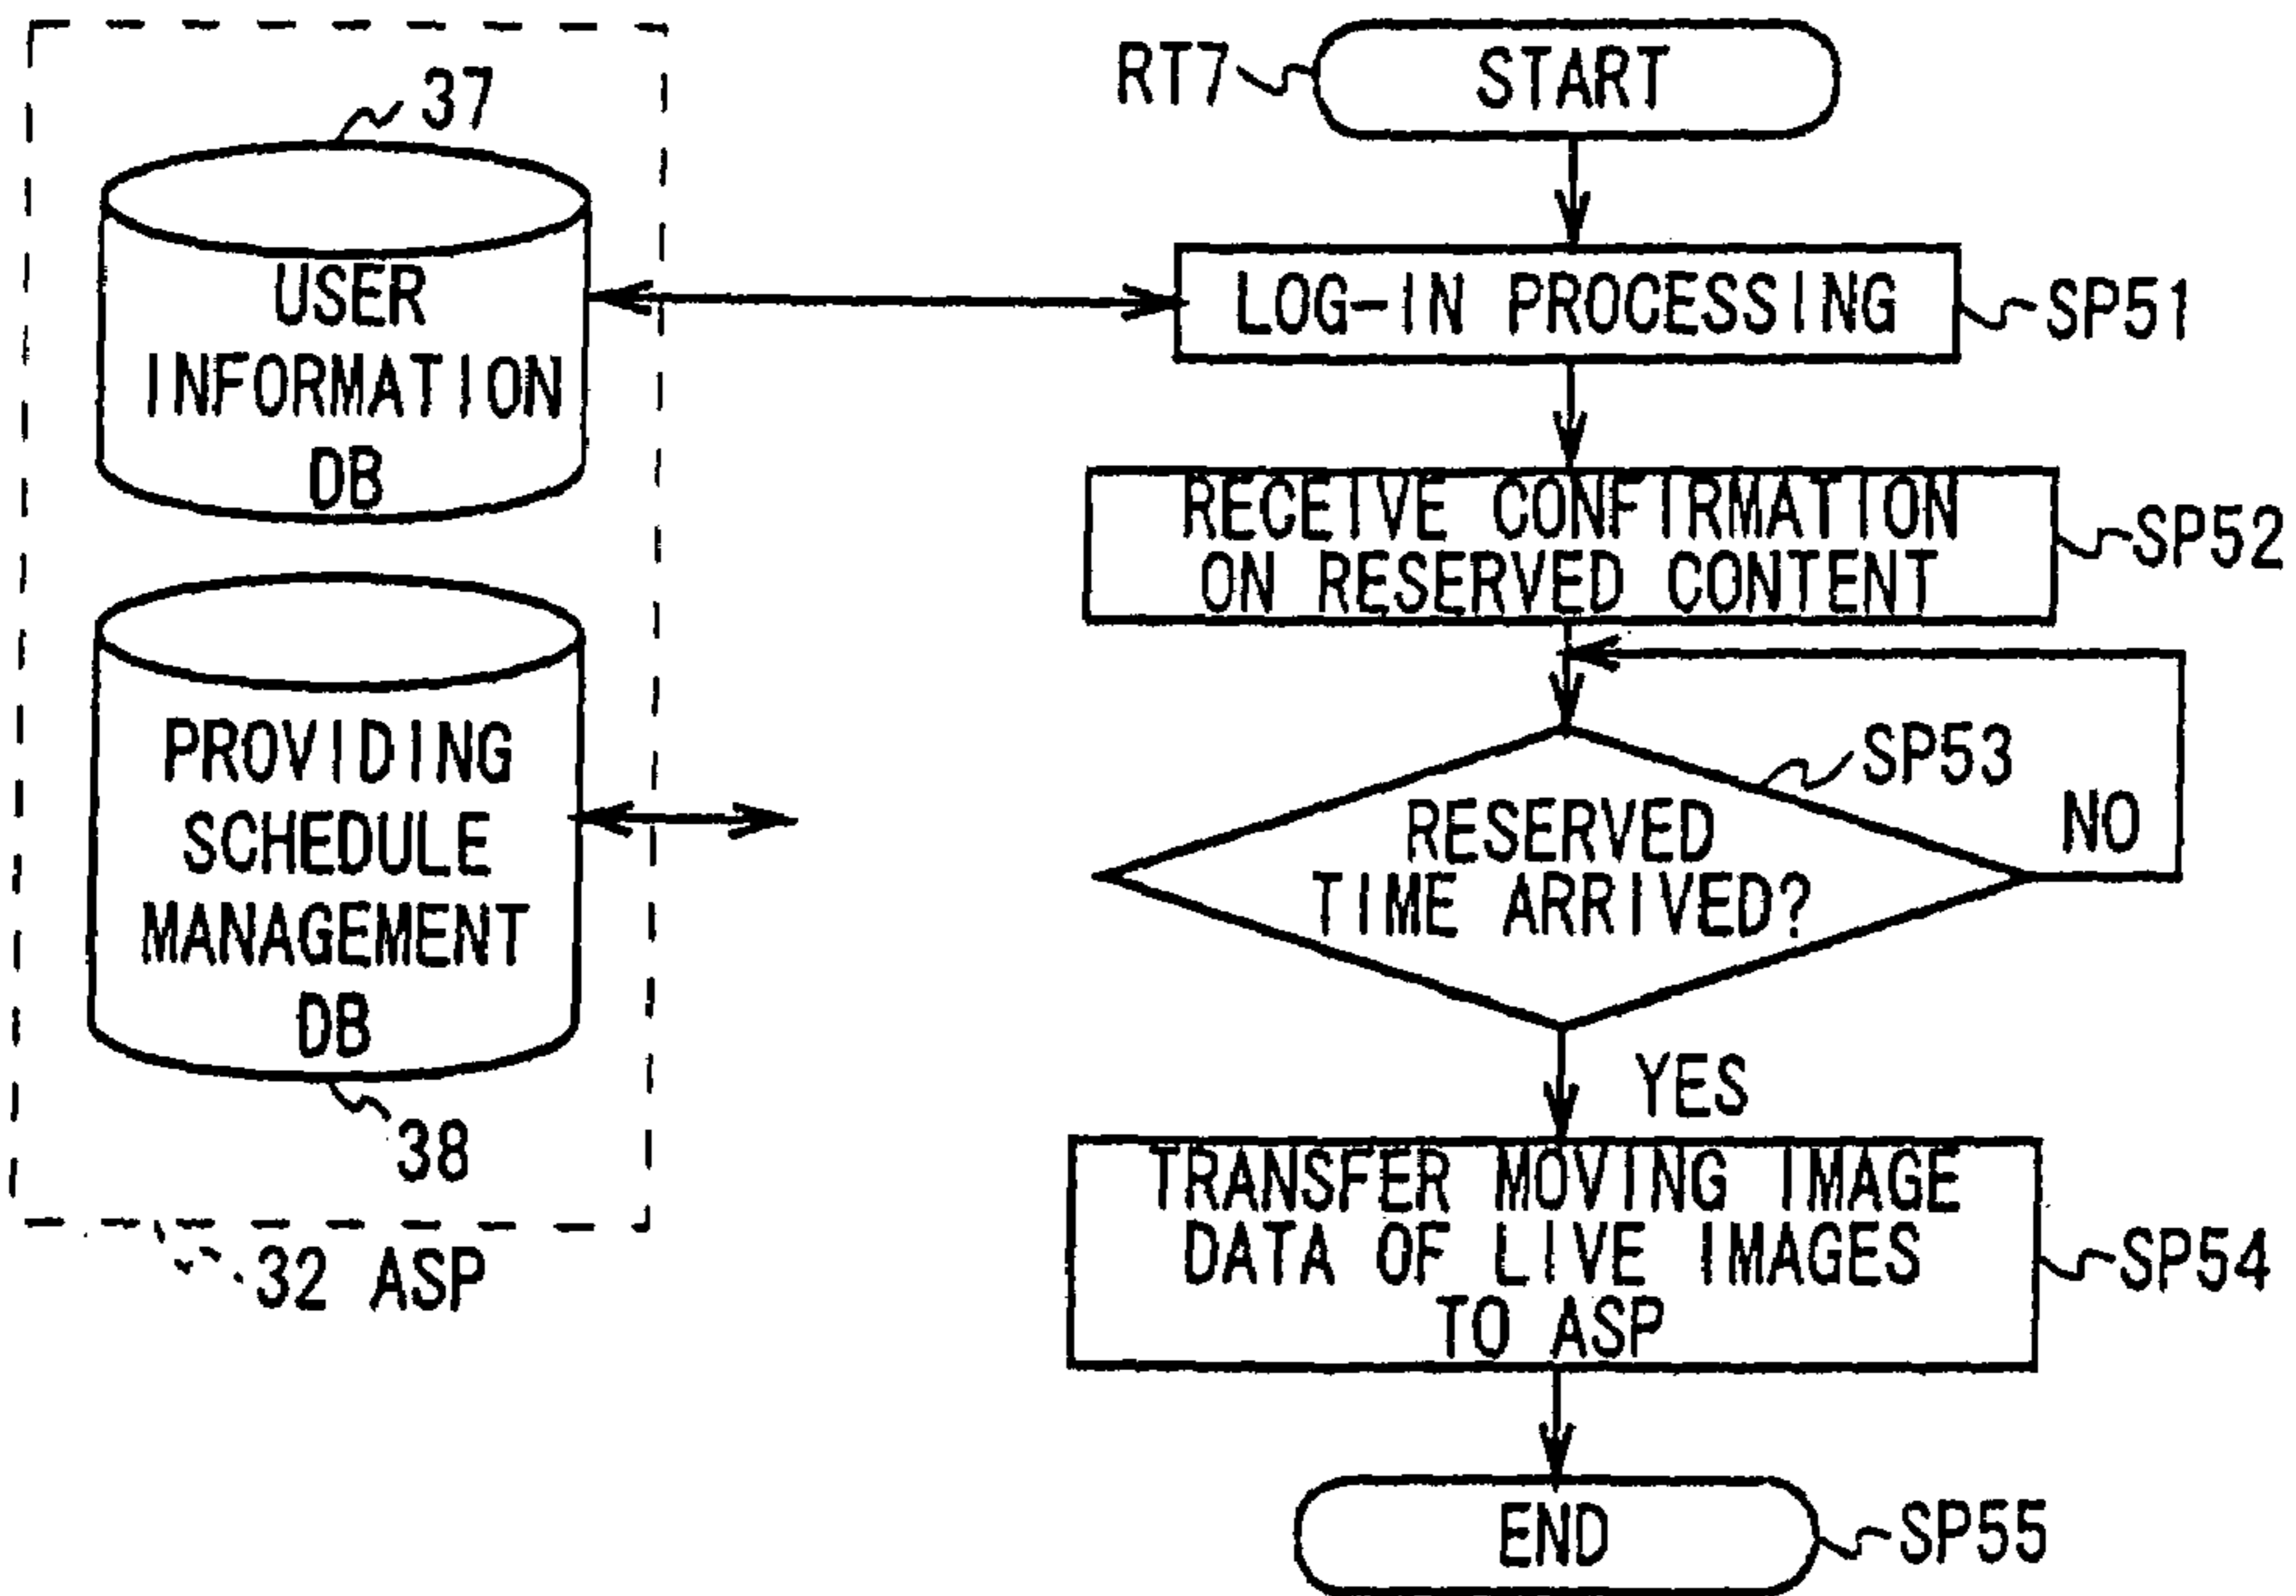 37
USER
INFORMATION
DB
PROVIDING
SCHEDULE
MANAGEMENT
DB
38
32 ASP
RT7
START
LOG-IN PROCESSING
SP51
RECEIVE CONFIRMATION
ON RESERVED CONTENT
SP52
SP53
RESERVED
TIME ARRIVED?
NO
YES
TRANSFER MOVING IMAGE
DATA OF LIVE IMAGES
TO ASP
SP54
END
SP55